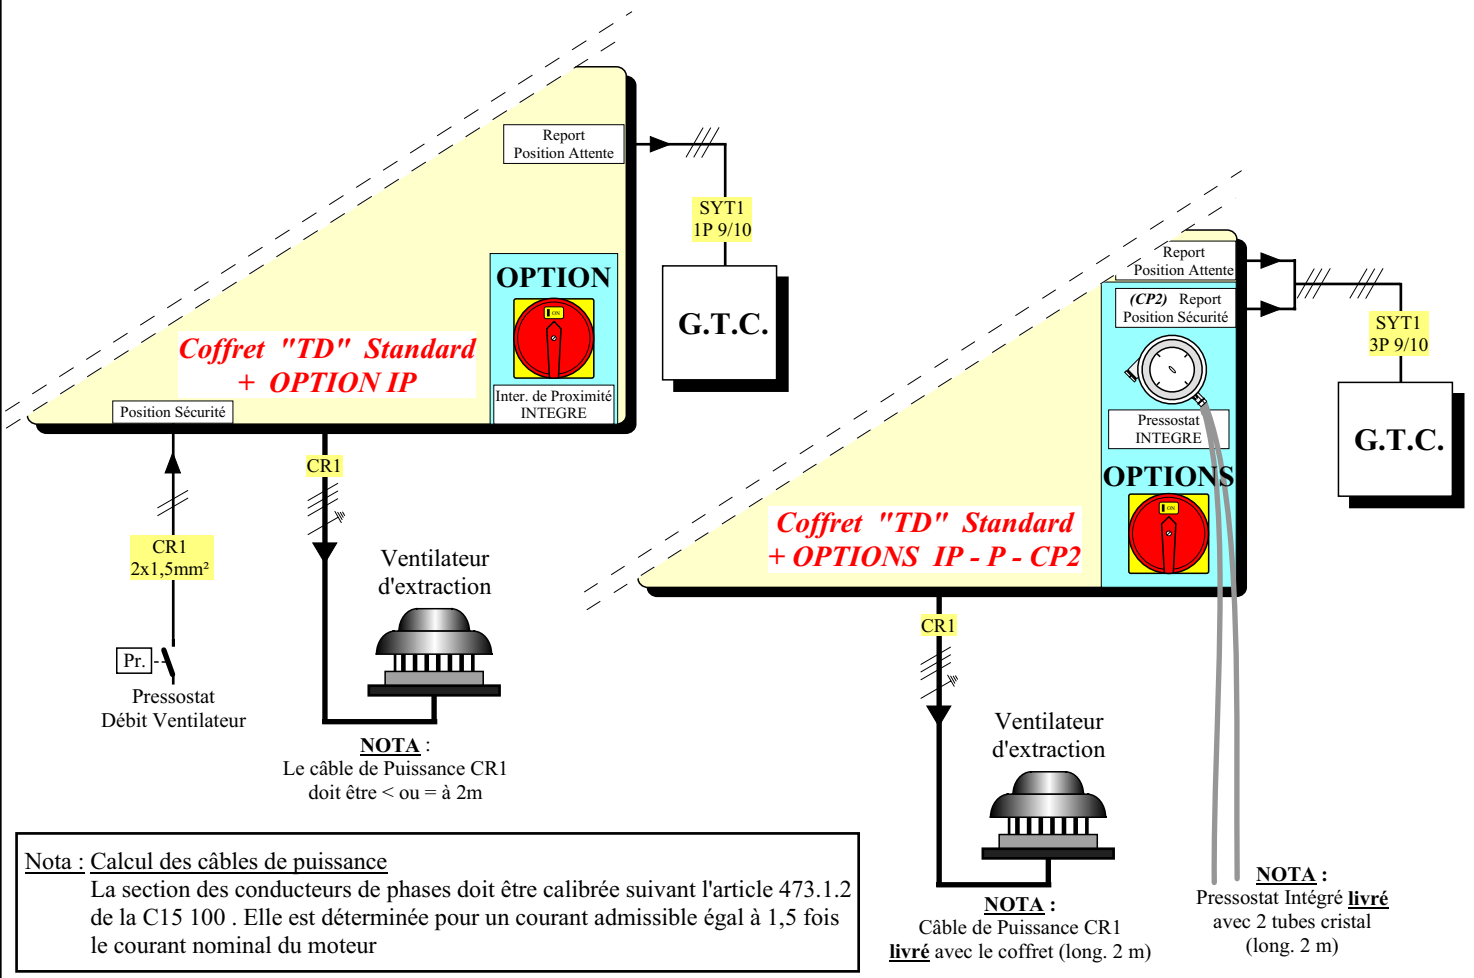 Report
Position Attente
SYT1
1P 9/10
G.T.C.
OPTION
ON
Inter. de Proximité
INTEGRE
Coffret "TD" Standard
+ OPTION IP
Position Sécurité
CR1
2x1,5mm²
Pr.
Pressostat
Débit Ventilateur
CR1
Ventilateur
d'extraction
NOTA :
Le câble de Puissance CR1
doit être < ou = à 2m
Report
Position Attente
(CP2) Report
Position Sécurité
SYT1
3P 9/10
G.T.C.
Pressostat
INTEGRE
OPTIONS
ON
Coffret "TD" Standard
+ OPTIONS IP - P - CP2
CR1
Ventilateur
d'extraction
NOTA :
Câble de Puissance CR1
livré avec le coffret (long. 2 m)
NOTA :
Pressostat Intégré livré
avec 2 tubes cristal
(long. 2 m)
Nota : Calcul des câbles de puissance
La section des conducteurs de phases doit être calibrée suivant l'article 473.1.2
de la C15 100 . Elle est déterminée pour un courant admissible égal à 1,5 fois
le courant nominal du moteur